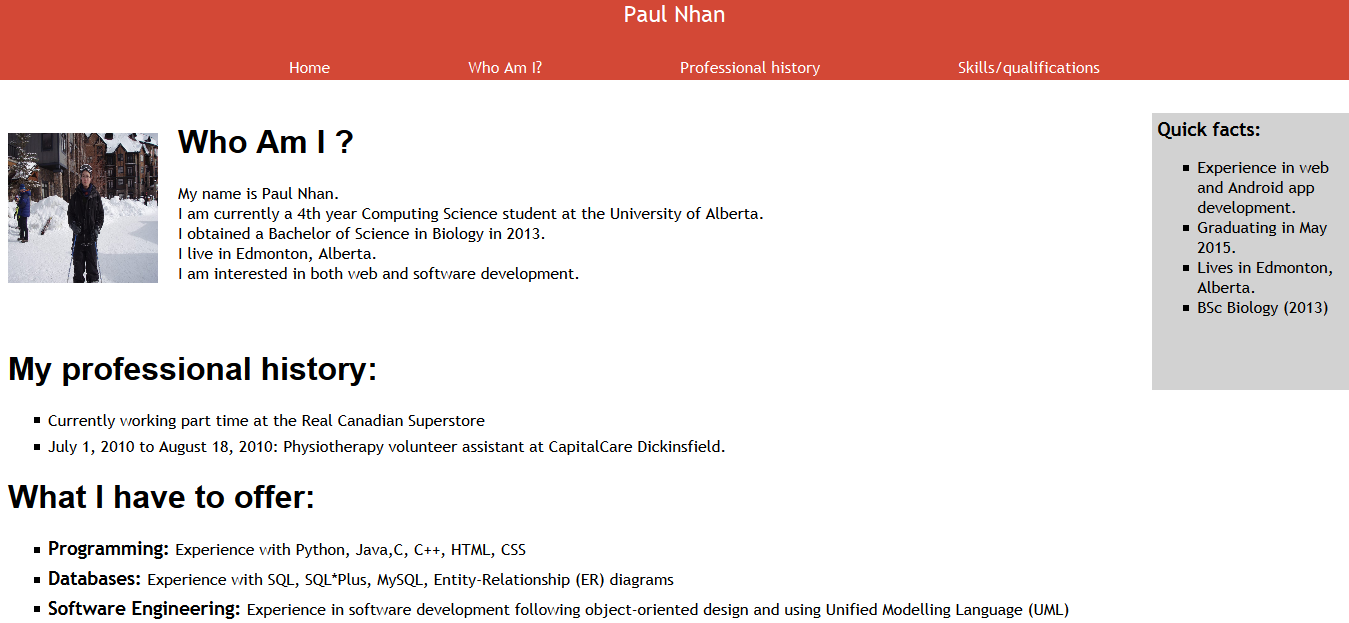 Paul Nhan
Home Who Am I? Professional history Skills/qualifications
Who Am I ?
My name is Paul Nhan.
I am currently a 4th year Computing Science student at the University of Alberta.
I obtained a Bachelor of Science in Biology in 2013.
I live in Edmonton, Alberta.
I am interested in both web and software development.
Quick facts:
Experience in web
and Android app
development.
Graduating in May
2015.
Lives in Edmonton,
Alberta.
BSc Biology (2013)
My professional history:
Currently working part time at the Real Canadian Superstore
July 1, 2010 to August 18, 2010: Physiotherapy volunteer assistant at CapitalCare Dickinsfield.
What I have to offer:
Programming: Experience with Python, Java,C, C++, HTML, CSS
Databases: Experience with SQL, SQL*Plus, MySQL, Entity-Relationship (ER) diagrams
Software Engineering: Experience in software development following object-oriented design and using Unified Modelling Language (UML)